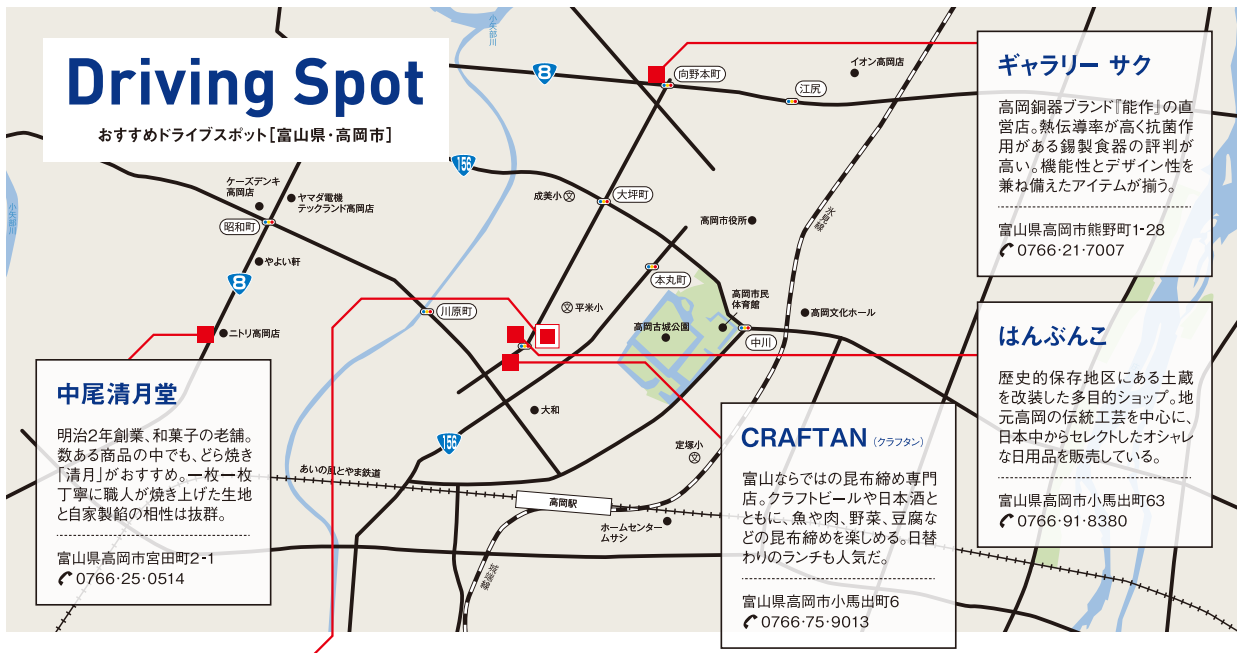 Driving Spot
おすすめドライブスポット[富山県・高岡市]
小矢部川
8
向野本町
イオン高岡店
江尻
156
ケーズデンキ
高岡店
ヤマダ電機
テックランド高岡店
昭和町
成美小
文
大坪町
高岡市役所
氷見線
小矢部川
やよい軒
8
本丸町
川原町
文
平米小
高岡市民
体育館
高岡古城公園
高岡文化ホール
中川
ニトリ高岡店
大和
156
定塚小
文
あいの風とやま鉄道
高岡駅
ホームセンター
ムサシ
城端線
ギャラリー サク
高岡銅器ブランド『能作』の直
営店。熱伝導率が高く抗菌作
用がある錫製食器の評判が
高い。機能性とデザイン性を
兼ね備えたアイテムが揃う。
富山県高岡市熊野町1-28
0766·21·7007
はんぶんこ
歴史的保存地区にある土蔵
を改装した多目的ショップ。地
元高岡の伝統工芸を中心に、
日本中からセレクトしたオシャレ
な日用品を販売している。
富山県高岡市小馬出町63
0766·91·8380
中尾清月堂
明治2年創業、和菓子の老舗。
数ある商品の中でも、どら焼き
「清月」がおすすめ。一枚一枚
丁寧に職人が焼き上げた生地
と自家製餡の相性は抜群。
富山県高岡市宮田町2-1
0766·25·0514
CRAFTAN (クラフタン)
富山ならではの昆布締め専門
店。クラフトビールや日本酒と
ともに、魚や肉、野菜、豆腐な
どの昆布締めを楽しめる。日替
わりのランチも人気だ。
富山県高岡市小馬出町6
0766·75·9013